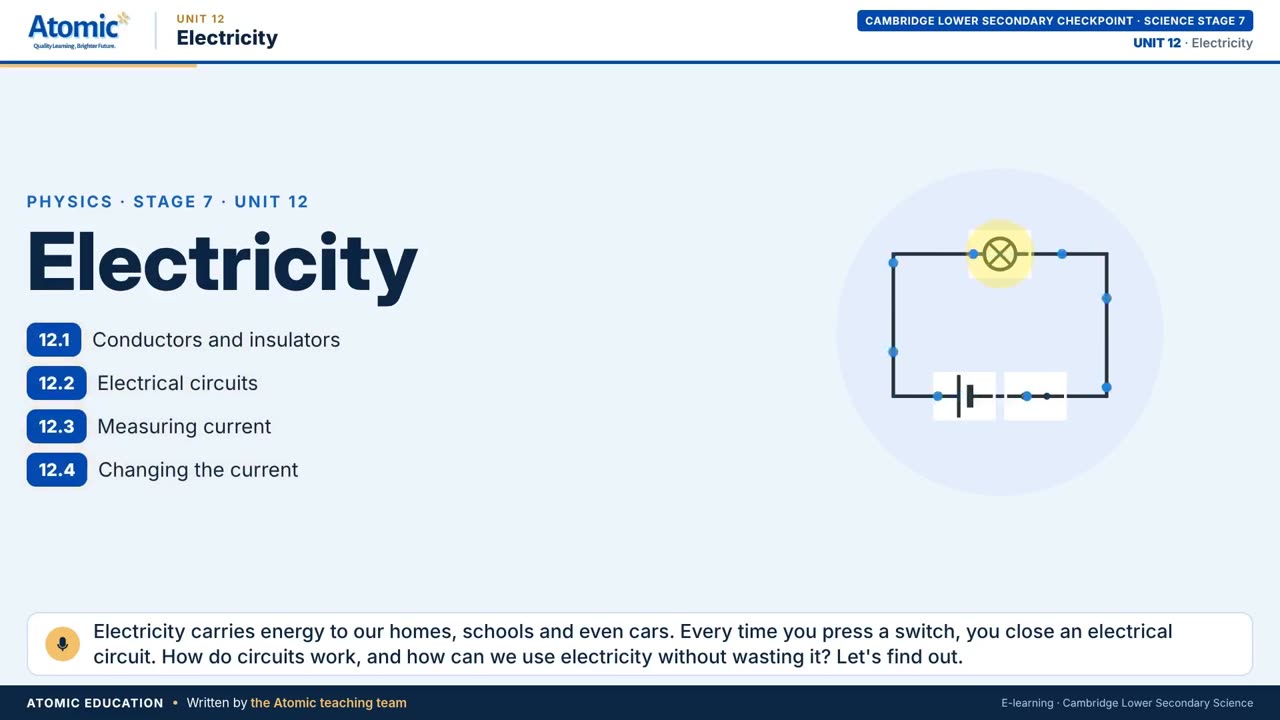 Atomic
Quality Learning, Brighter Future.
UNIT 12
Electricity
CAMBRIDGE LOWER SECONDARY CHECKPOINT · SCIENCE STAGE 7
UNIT 12 · Electricity
PHYSICS · STAGE 7 · UNIT 12
Electricity
12.1 Conductors and insulators
12.2 Electrical circuits
12.3 Measuring current
12.4 Changing the current
Electricity carries energy to our homes, schools and even cars. Every time you press a switch, you close an electrical
circuit. How do circuits work, and how can we use electricity without wasting it? Let's find out.
ATOMIC EDUCATION • Written by the Atomic teaching team
E-learning · Cambridge Lower Secondary Science